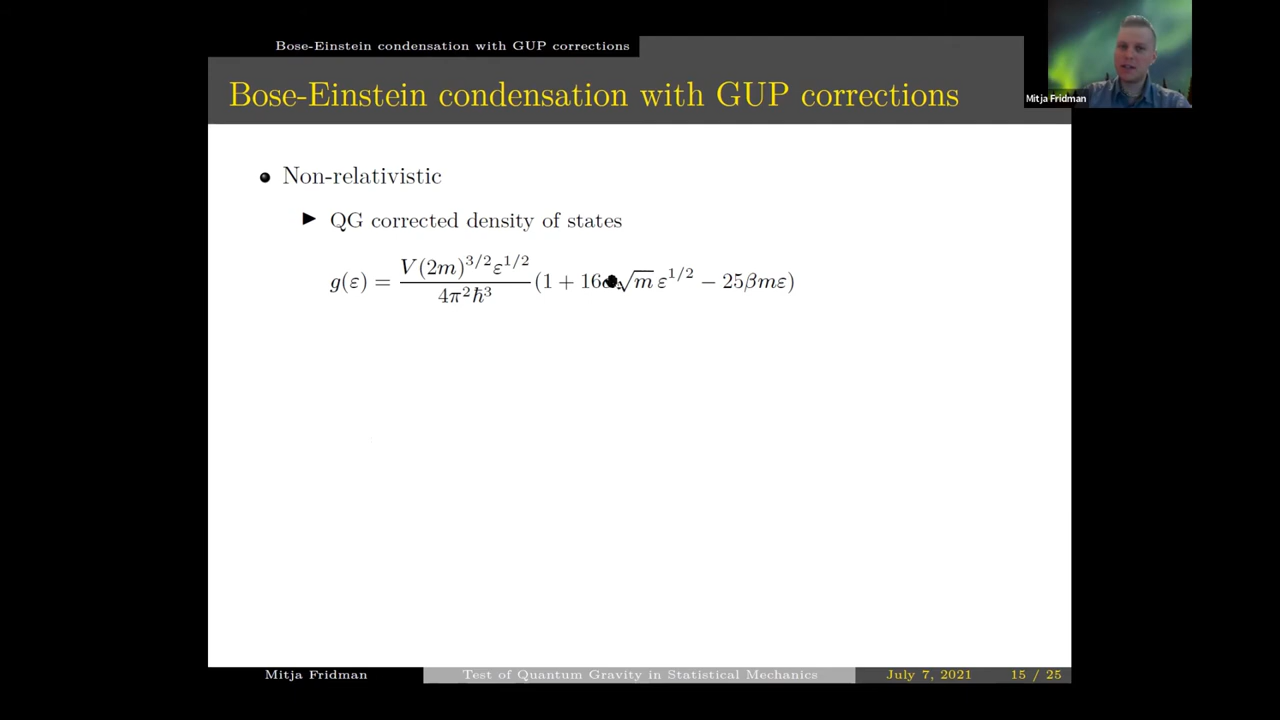 Bose-Einstein condensation with GUP corrections
Bose-Einstein condensation with GUP corrections
Mitja Fridman
Non-relativistic
QG corrected density of states
g(ε) = V(2m)^{3/2}ε^{1/2} / 4π²ħ³ (1 + 16 √m ε^{1/2} − 25βmε)
Mitja Fridman Test of Quantum Gravity in Statistical Mechanics July 7, 2021 15 / 25